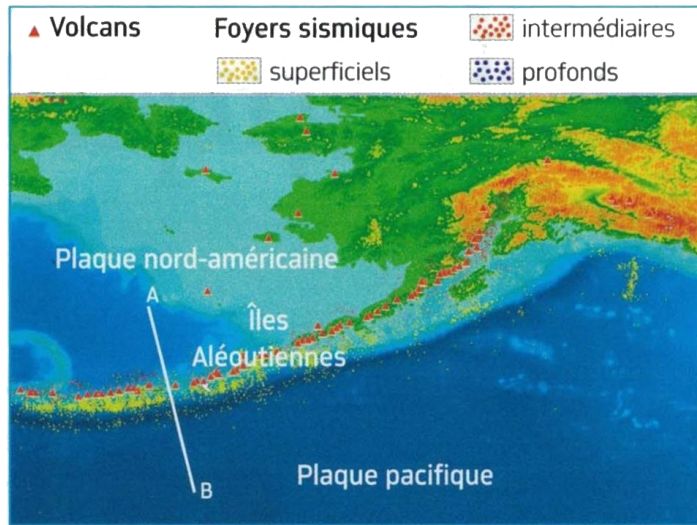 Volcans Foyers sismiques intermédiaires
superficiels profonds
Plaque nord-américaine
A
Îles
Aléoutiennes
Plaque pacifique
B